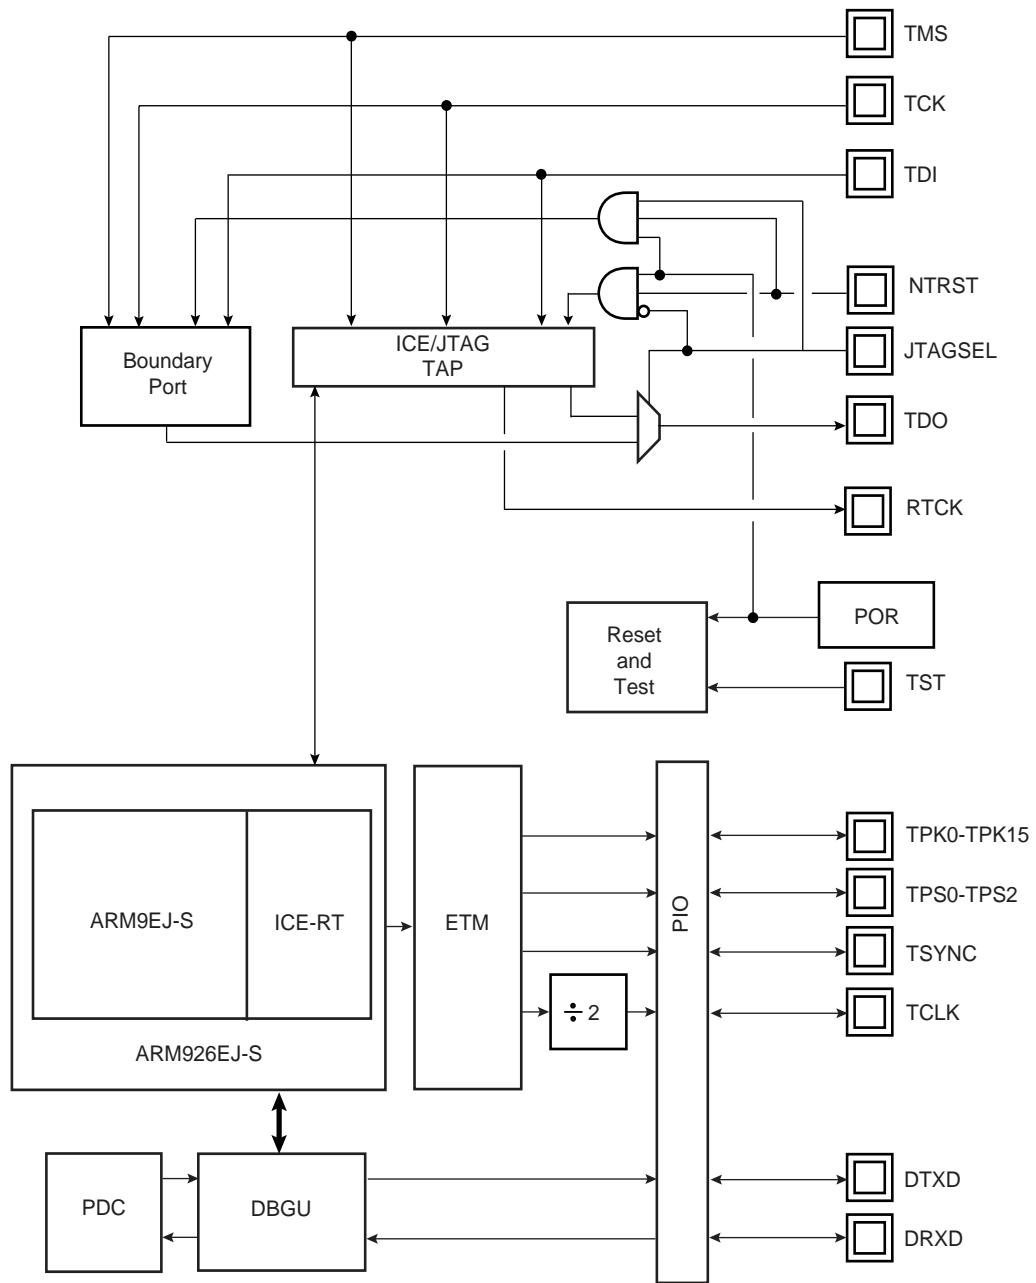 TMS
TCK
TDI
NTRST
JTAGSEL
Boundary
Port
ICE/JTAG
TAP
TDO
RTCK
Reset
and
Test
POR
TST
ARM9EJ-S
ICE-RT
ARM926EJ-S
ETM
÷ 2
PIO
TPK0-TPK15
TPS0-TPS2
TSYNC
TCLK
PDC
DBGU
DTXD
DRXD